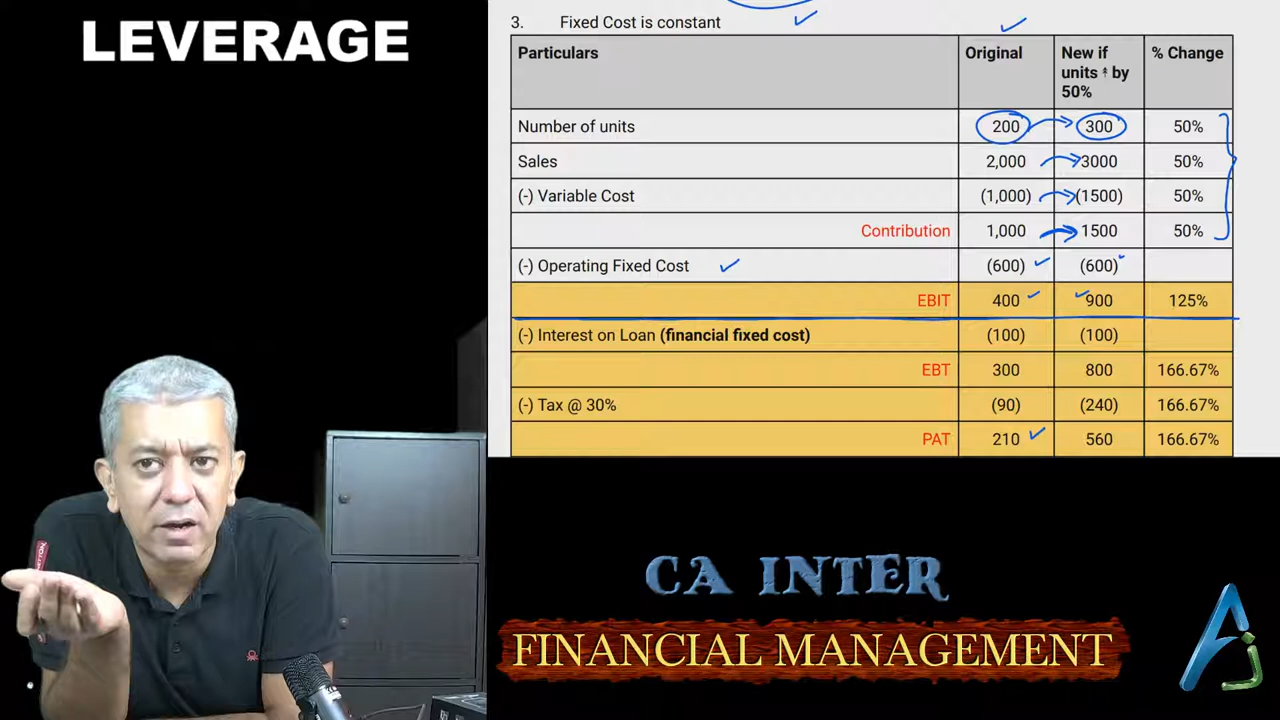 LEVERAGE
3. Fixed Cost is constant
Particulars Original New if units ↑ by 50% % Change
Number of units 200 300 50%
Sales 2,000 3000 50%
(-) Variable Cost (1,000) (1500) 50%
Contribution 1,000 1500 50%
(-) Operating Fixed Cost (600) (600)
EBIT 400 900 125%
(-) Interest on Loan (financial fixed cost) (100) (100)
EBT 300 800 166.67%
(-) Tax @ 30% (90) (240) 166.67%
PAT 210 560 166.67%
CA INTER
FINANCIAL MANAGEMENT